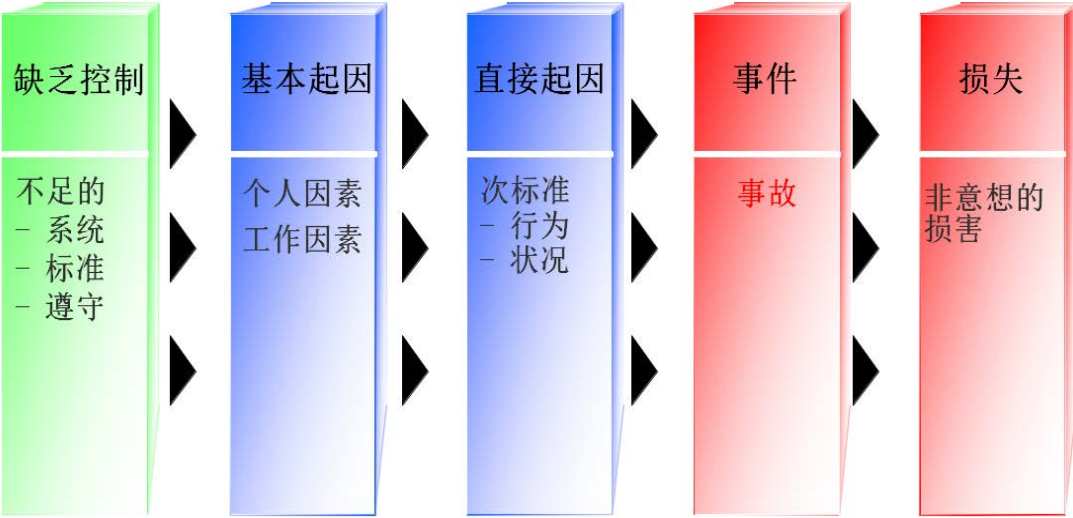 缺乏控制
不足的
- 系统
- 标准
- 遵守
基本起因
个人因素
工作因素
直接起因
次标准
- 行为
- 状况
事件
事故
损失
非意想的
损害